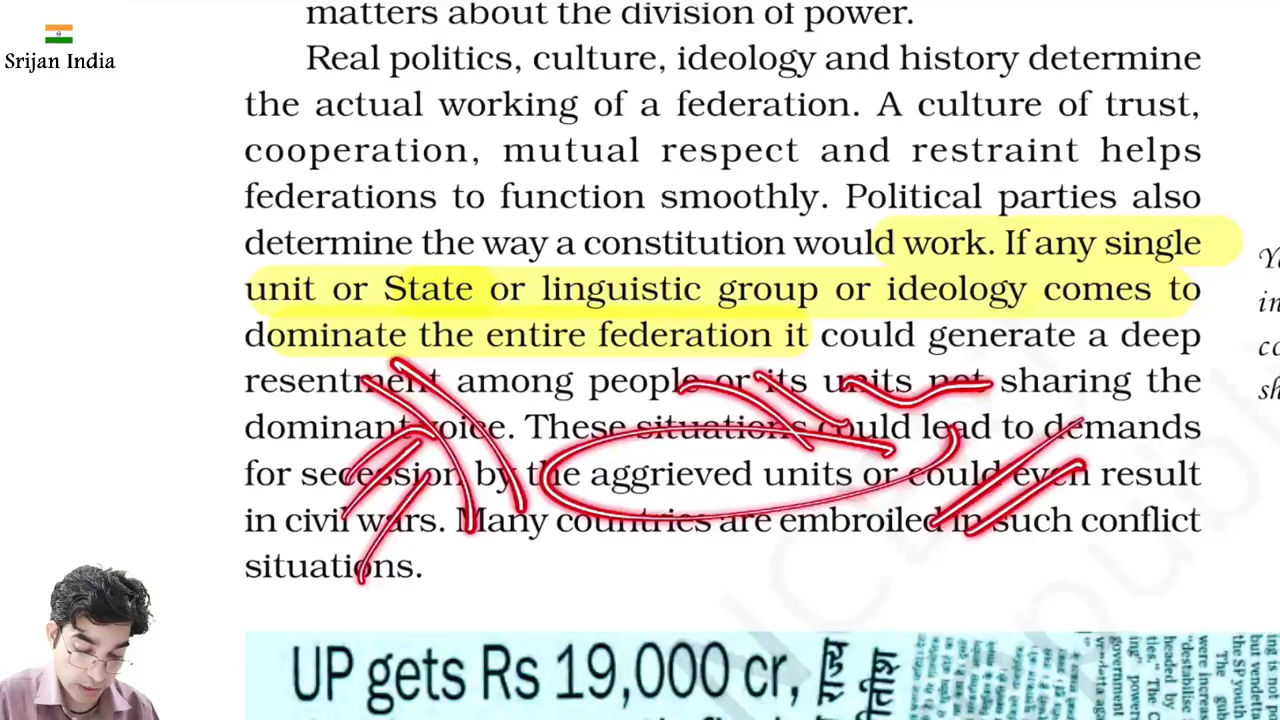 Srijan India
matters about the division of power.
Real politics, culture, ideology and history determine
the actual working of a federation. A culture of trust,
cooperation, mutual respect and restraint helps
federations to function smoothly. Political parties also
determine the way a constitution would work. If any single
unit or State or linguistic group or ideology comes to
dominate the entire federation it could generate a deep
resentment among people or its units not sharing the
dominant voice. These situations could lead to demands
for secession by the aggrieved units or could even result
in civil wars. Many countries are embroiled in such conflict
situations.
UP gets Rs 19,000 cr,
राज्य
नीतीश